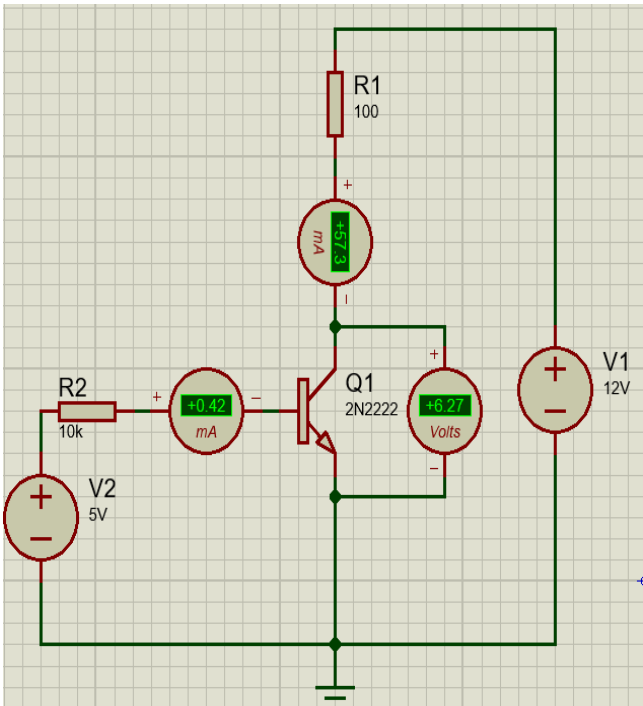 R1
100
+
+57.3
mA
−
R2
10k
+
+0.42
mA
−
Q1
2N2222
+
+6.27
Volts
−
V1
12V
+
−
V2
5V
+
−